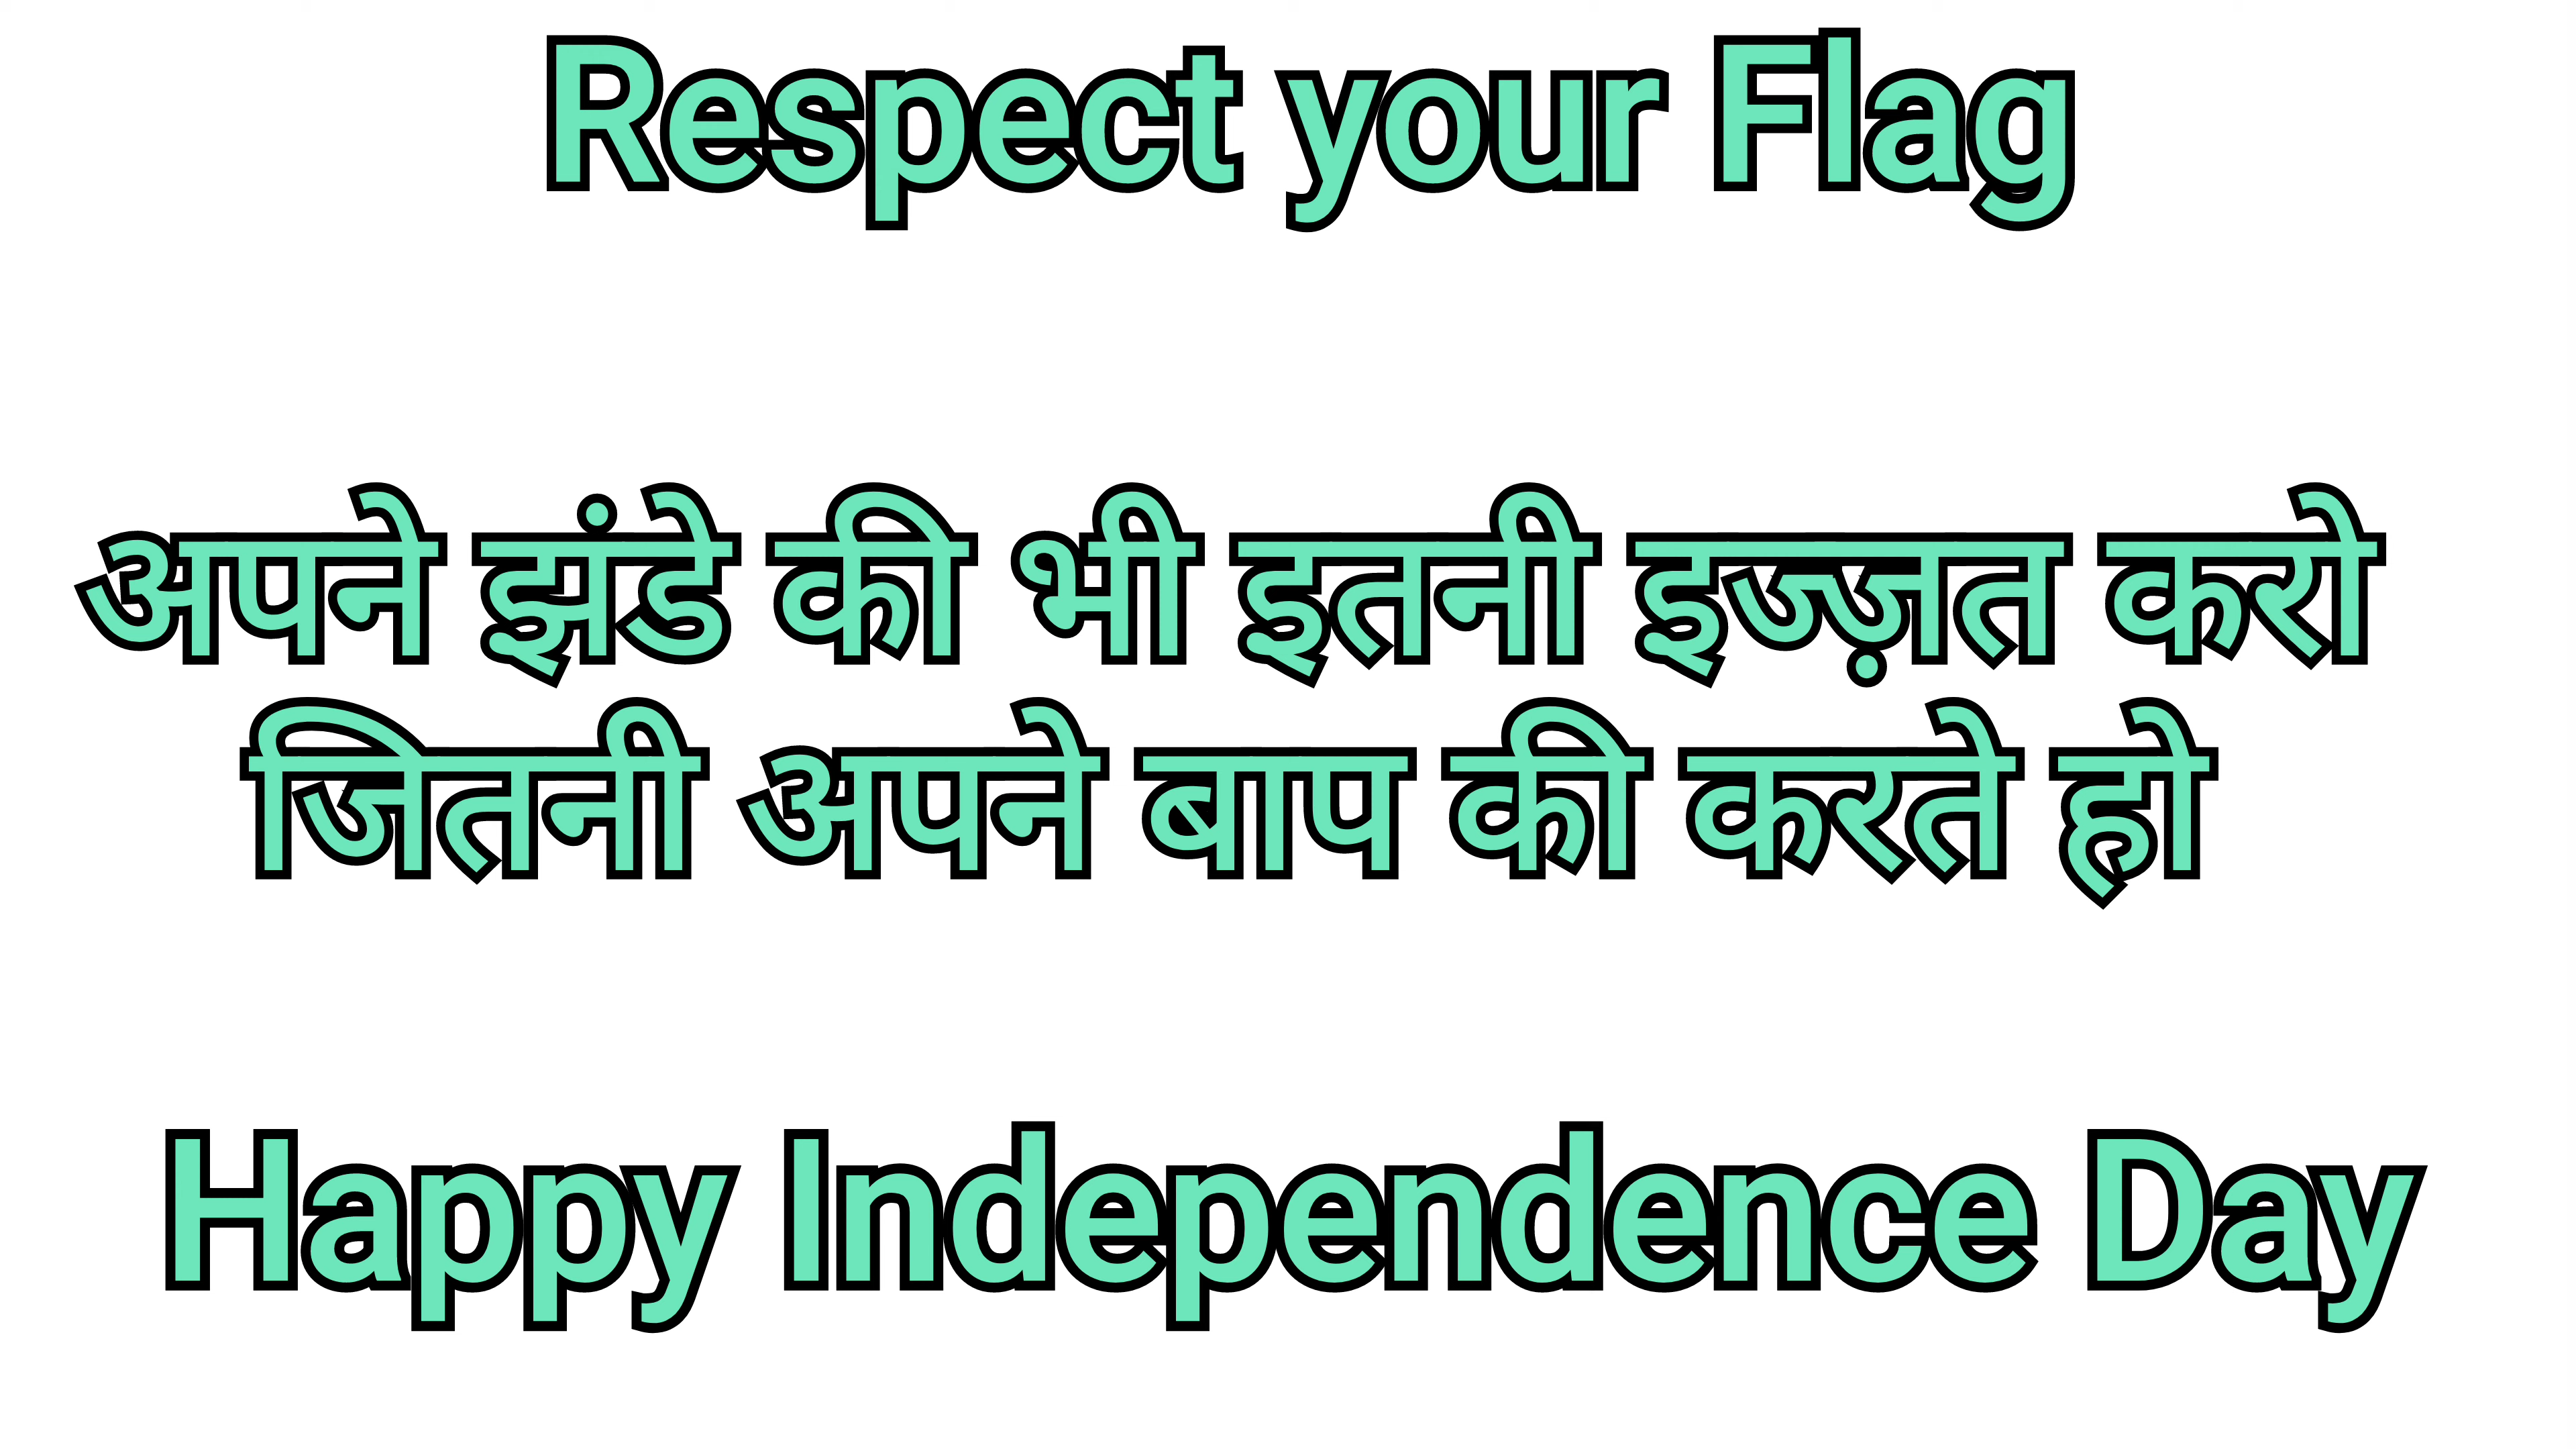 Respect your Flag
अपने झंडे की भी इतनी इज्ज़त करो
जितनी अपने बाप की करते हो
Happy Independence Day